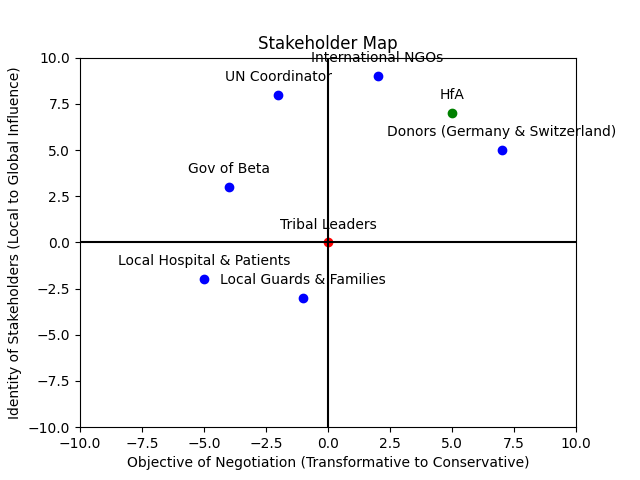 Stakeholder Map
International NGOs
UN Coordinator
HfA
Donors (Germany & Switzerland)
Gov of Beta
Tribal Leaders
Local Hospital & Patients
Local Guards & Families
10.0
7.5
5.0
2.5
0.0
−2.5
−5.0
−7.5
−10.0
−10.0 −7.5 −5.0 −2.5 0.0 2.5 5.0 7.5 10.0
Objective of Negotiation (Transformative to Conservative)
Identity of Stakeholders (Local to Global Influence)